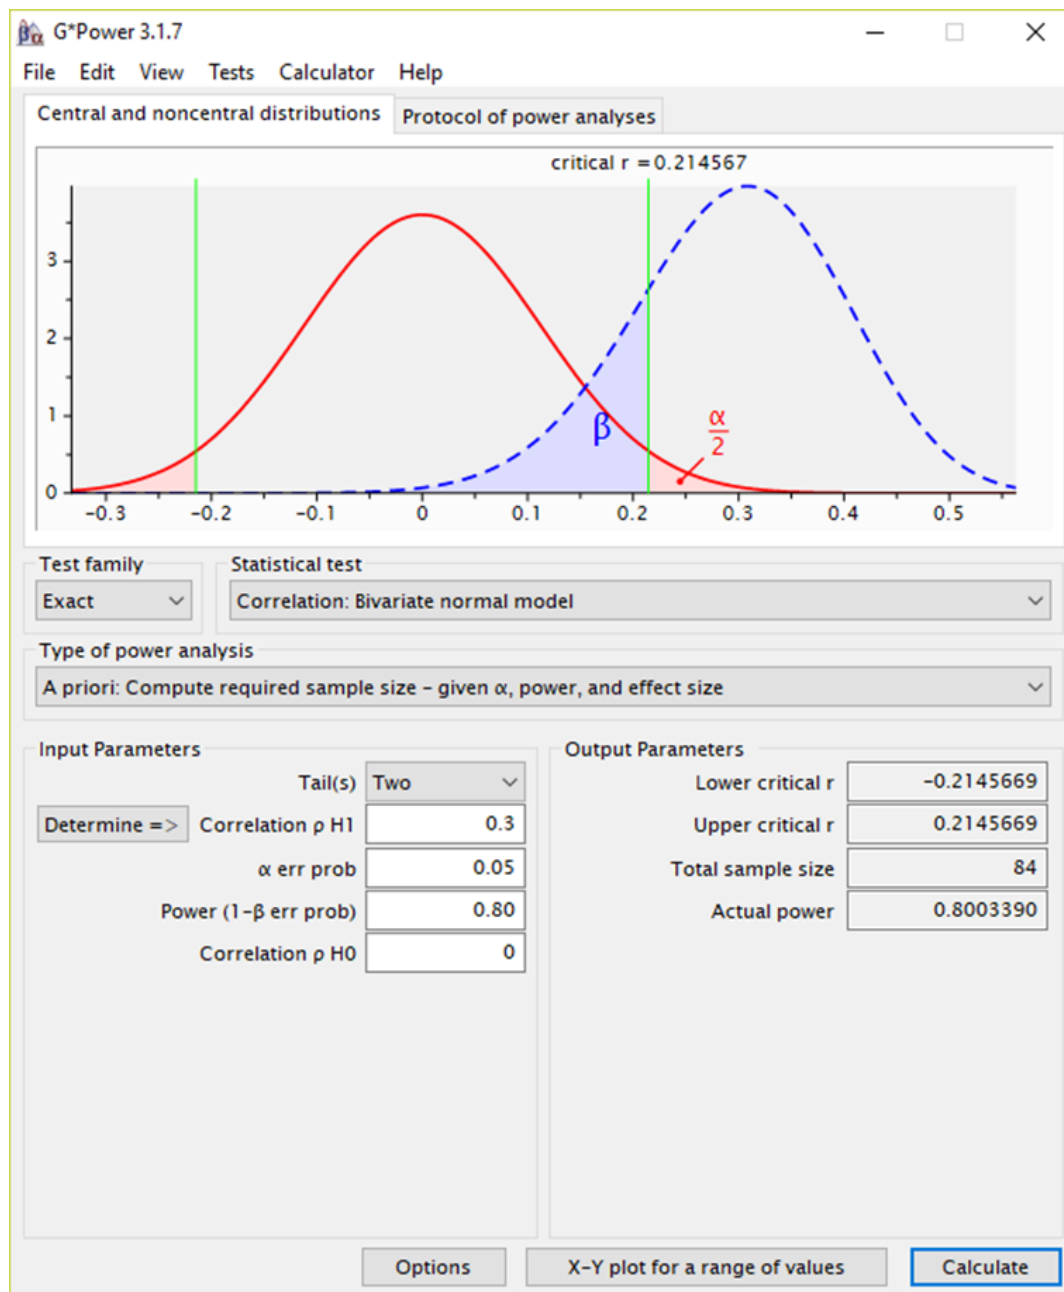 G*Power 3.1.7
File Edit View Tests Calculator Help
Central and noncentral distributions Protocol of power analyses
critical r = 0.214567
3
2
1
0
β
α
2
-0.3 -0.2 -0.1 0 0.1 0.2 0.3 0.4 0.5
Test family Statistical test
Exact Correlation: Bivariate normal model
Type of power analysis
A priori: Compute required sample size – given α, power, and effect size
Input Parameters
Tail(s) Two
Determine => Correlation ρ H1 0.3
α err prob 0.05
Power (1-β err prob) 0.80
Correlation ρ H0 0
Output Parameters
Lower critical r -0.2145669
Upper critical r 0.2145669
Total sample size 84
Actual power 0.8003390
Options X-Y plot for a range of values Calculate